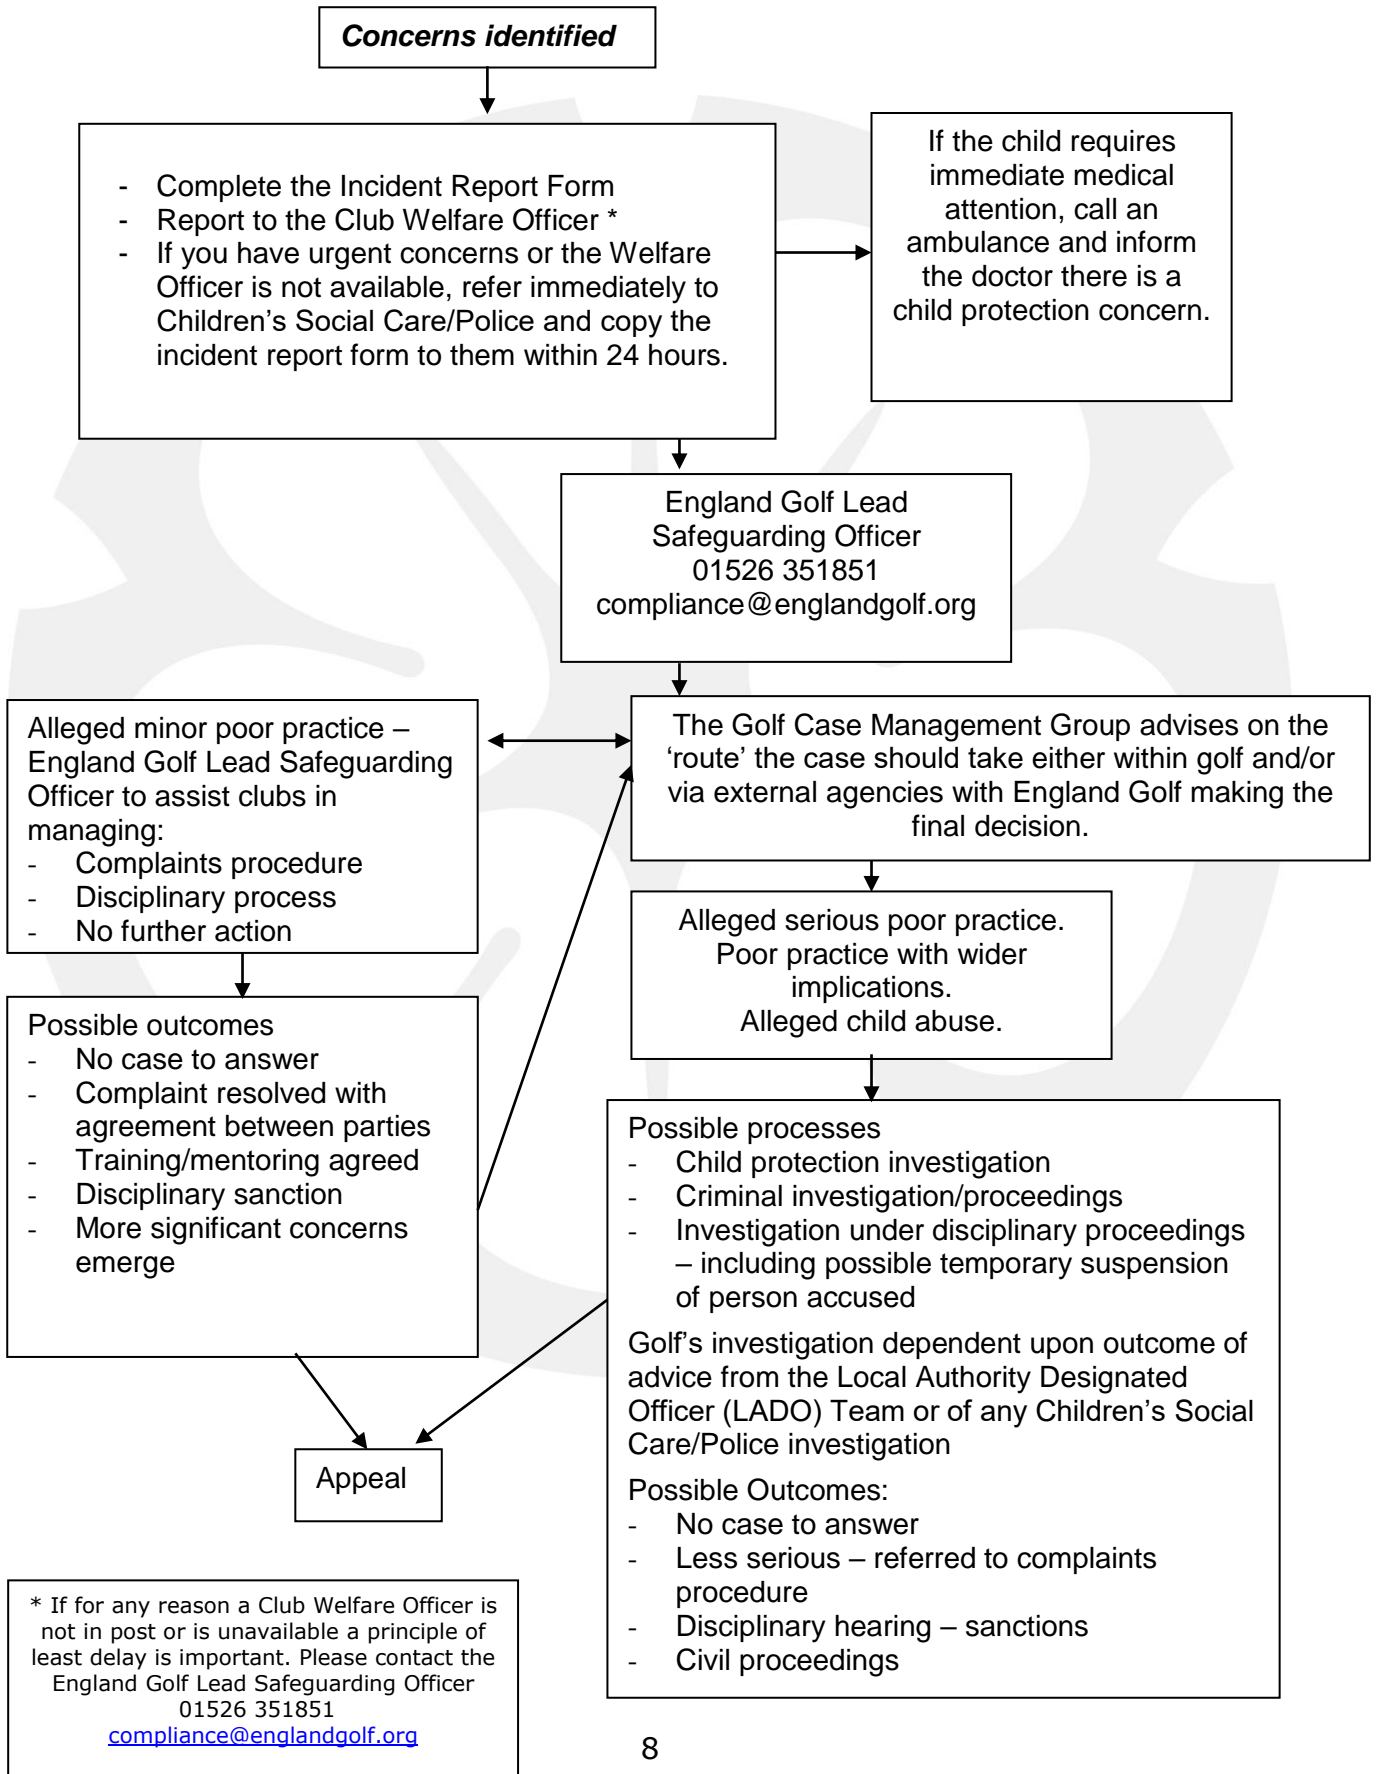 Concerns identified
- Complete the Incident Report Form
- Report to the Club Welfare Officer *
- If you have urgent concerns or the Welfare
Officer is not available, refer immediately to
Children’s Social Care/Police and copy the
incident report form to them within 24 hours.
If the child requires
immediate medical
attention, call an
ambulance and inform
the doctor there is a
child protection concern.
England Golf Lead
Safeguarding Officer
01526 351851
compliance@englandgolf.org
Alleged minor poor practice –
England Golf Lead Safeguarding
Officer to assist clubs in
managing:
- Complaints procedure
- Disciplinary process
- No further action
The Golf Case Management Group advises on the
‘route’ the case should take either within golf and/or
via external agencies with England Golf making the
final decision.
Alleged serious poor practice.
Poor practice with wider
implications.
Alleged child abuse.
Possible outcomes
- No case to answer
- Complaint resolved with
agreement between parties
- Training/mentoring agreed
- Disciplinary sanction
- More significant concerns
emerge
Possible processes
- Child protection investigation
- Criminal investigation/proceedings
- Investigation under disciplinary proceedings
– including possible temporary suspension
of person accused
Golf’s investigation dependent upon outcome of
advice from the Local Authority Designated
Officer (LADO) Team or of any Children’s Social
Care/Police investigation
Possible Outcomes:
- No case to answer
- Less serious – referred to complaints
procedure
- Disciplinary hearing – sanctions
- Civil proceedings
Appeal
* If for any reason a Club Welfare Officer is
not in post or is unavailable a principle of
least delay is important. Please contact the
England Golf Lead Safeguarding Officer
01526 351851
compliance@englandgolf.org
8